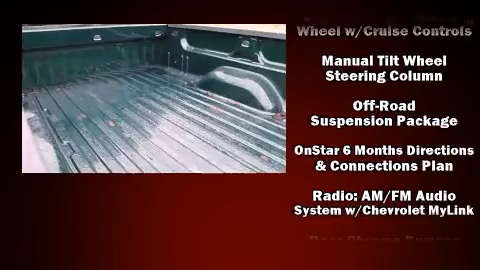 Wheel w/Cruise Controls
Manual Tilt Wheel
Steering Column
Off-Road
Suspension Package
OnStar 6 Months Directions
& Connections Plan
Radio: AM/FM Audio
System w/Chevrolet MyLink